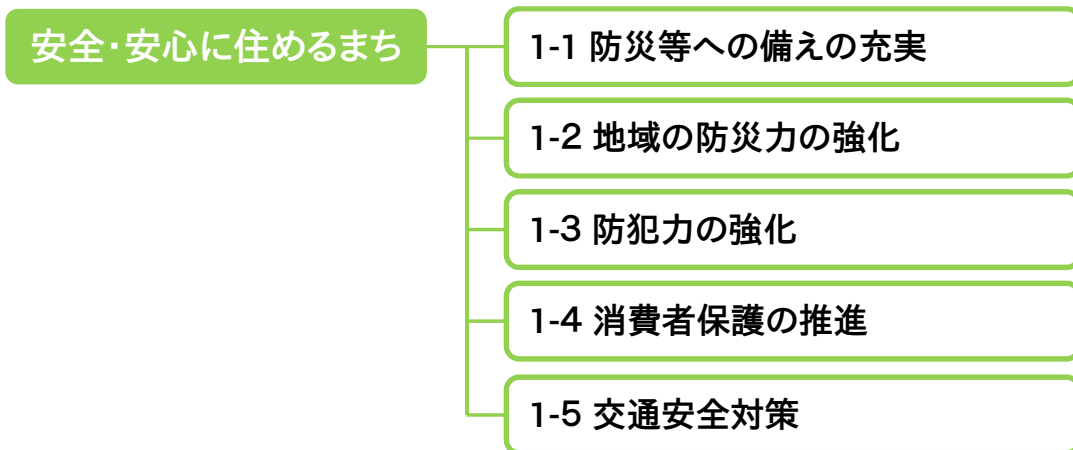 安全・安心に住めるまち
1-1 防災等への備えの充実
1-2 地域の防災力の強化
1-3 防犯力の強化
1-4 消費者保護の推進
1-5 交通安全対策